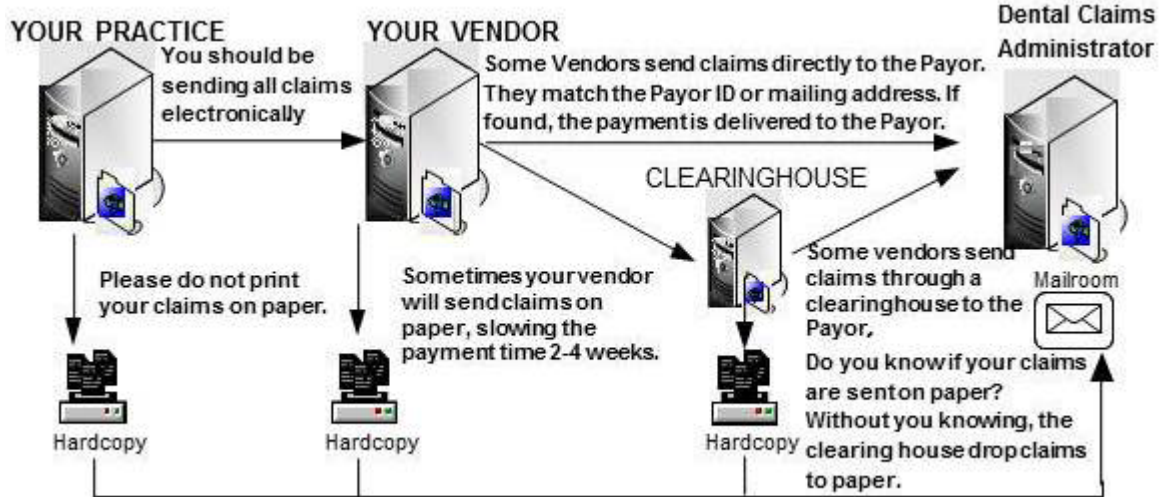 YOUR PRACTICE
You should be
sending all claims
electronically
YOUR VENDOR
Some Vendors send claims directly to the Payor.
They match the Payor ID or mailing address. If
found, the payment is delivered to the Payor.
Dental Claims
Administrator
CLEARINGHOUSE
Please do not print
your claims on paper.
Sometimes your vendor
will send claims on
paper, slowing the
payment time 2-4 weeks.
Some vendors send
claims through a
clearinghouse to the
Payor,
Mailroom
Do you know if your claims
are sent on paper?
Without you knowing, the
clearing house drop claims
to paper.
Hardcopy
Hardcopy
Hardcopy